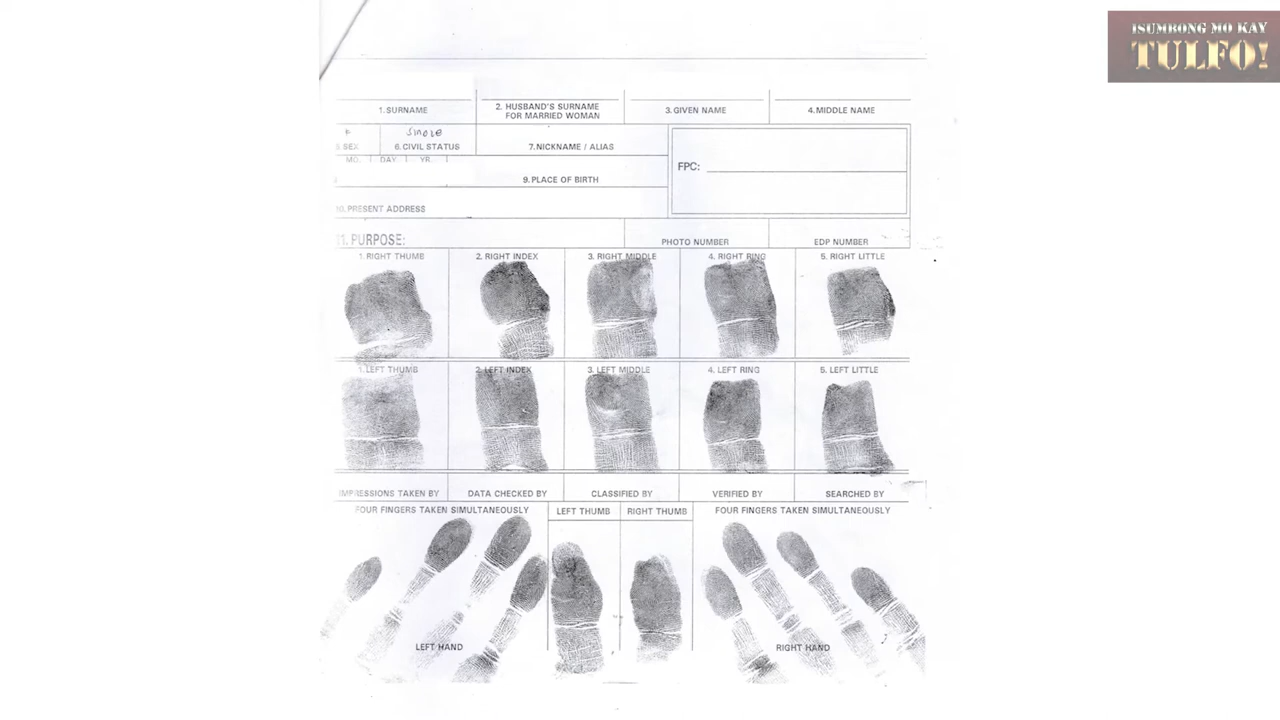 ISUMBONG MO KAY
TULFO!
1. SURNAME
2. HUSBAND'S SURNAME
FOR MARRIED WOMAN
3. GIVEN NAME
4. MIDDLE NAME
SEX
6. CIVIL STATUS
7. NICKNAME / ALIAS
MO. DAY YR.
9. PLACE OF BIRTH
FPC:
10. PRESENT ADDRESS
11. PURPOSE:
PHOTO NUMBER
EDP NUMBER
1. RIGHT THUMB
2. RIGHT INDEX
3. RIGHT MIDDLE
4. RIGHT RING
5. RIGHT LITTLE
1. LEFT THUMB
2. LEFT INDEX
3. LEFT MIDDLE
4. LEFT RING
5. LEFT LITTLE
IMPRESSIONS TAKEN BY
DATA CHECKED BY
CLASSIFIED BY
VERIFIED BY
SEARCHED BY
FOUR FINGERS TAKEN SIMULTANEOUSLY
LEFT THUMB
RIGHT THUMB
FOUR FINGERS TAKEN SIMULTANEOUSLY
LEFT HAND
RIGHT HAND